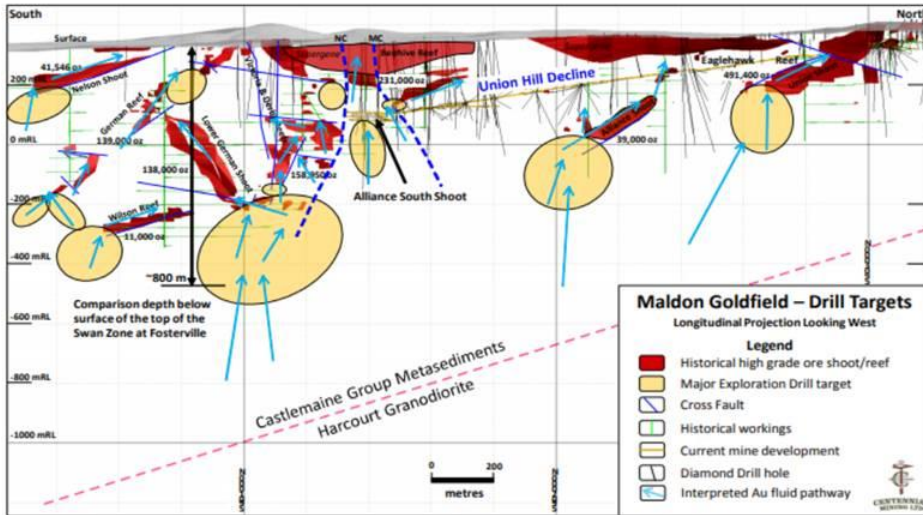 South
North
Surface
NC
MC
Beehive Reef
Eaglehawk Reef
41,546 oz
Nelson Shoot
231,000 oz
Union Hill Decline
491,400 oz
200 mRL
German Reef
139,000 oz
Alliance Shoot
39,000 oz
0 mRL
Lower German Shoot
138,000 oz
158,950 oz
Alliance South Shoot
-200 mRL
Wilson Reef
11,000 oz
-400 mRL
~800 m
Comparison depth below
surface of the top of the
Swan Zone at Fosterville
-600 mRL
-800 mRL
-1000 mRL
Castlemaine Group Metasediments
Harcourt Granodiorite
0
200
metres
Maldon Goldfield – Drill Targets
Longitudinal Projection Looking West
Legend
Historical high grade ore shoot/reef
Major Exploration Drill target
Cross Fault
Historical workings
Current mine development
Diamond Drill hole
Interpreted Au fluid pathway
CENTENNIAL
MINING LTD